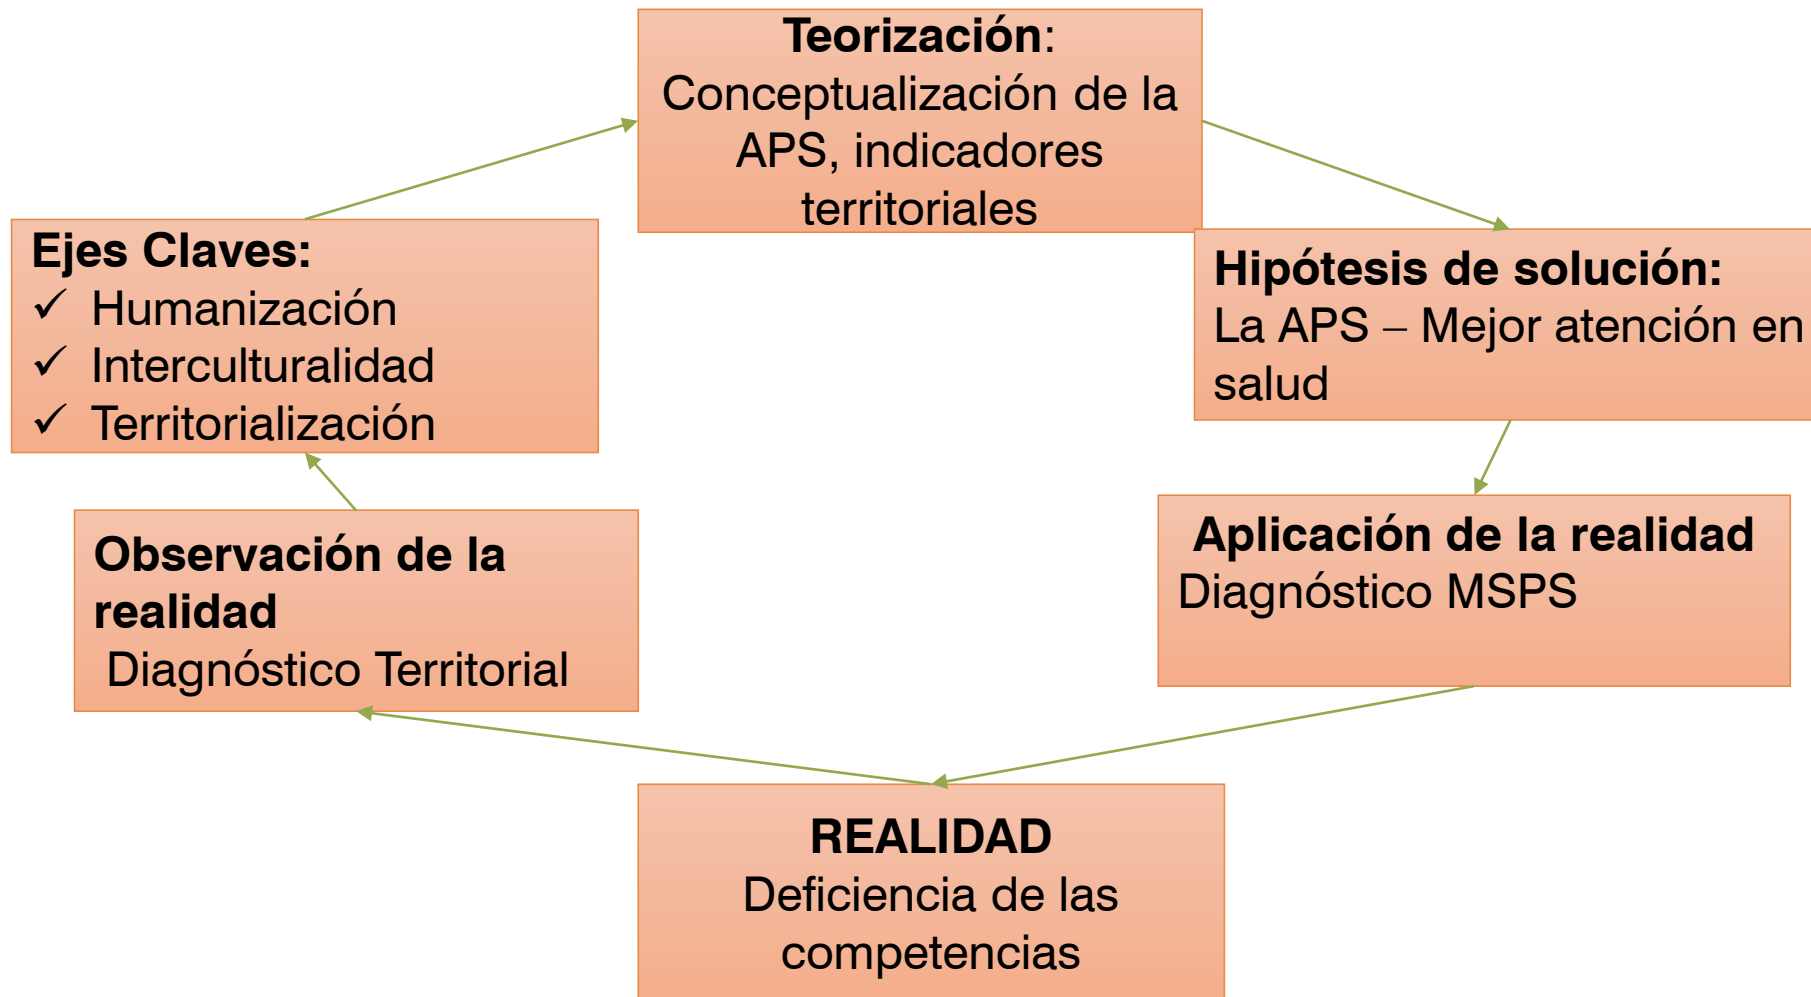 Teorización:
Conceptualización de la
APS, indicadores
territoriales
Ejes Claves:
✓ Humanización
✓ Interculturalidad
✓ Territorialización
Hipótesis de solución:
La APS – Mejor atención en
salud
Observación de la
realidad
Diagnóstico Territorial
Aplicación de la realidad
Diagnóstico MSPS
REALIDAD
Deficiencia de las
competencias